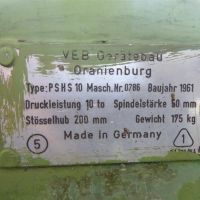 VEB Gerätebau
Oranienburg
Type: PSHS 10 Masch. Nr. 0786 Baujahr 1961
Druckleistung 10 to Spindelstärke 60 mm
Stösselhub 200 mm Gewicht 175 kg
Made in Germany
5 1